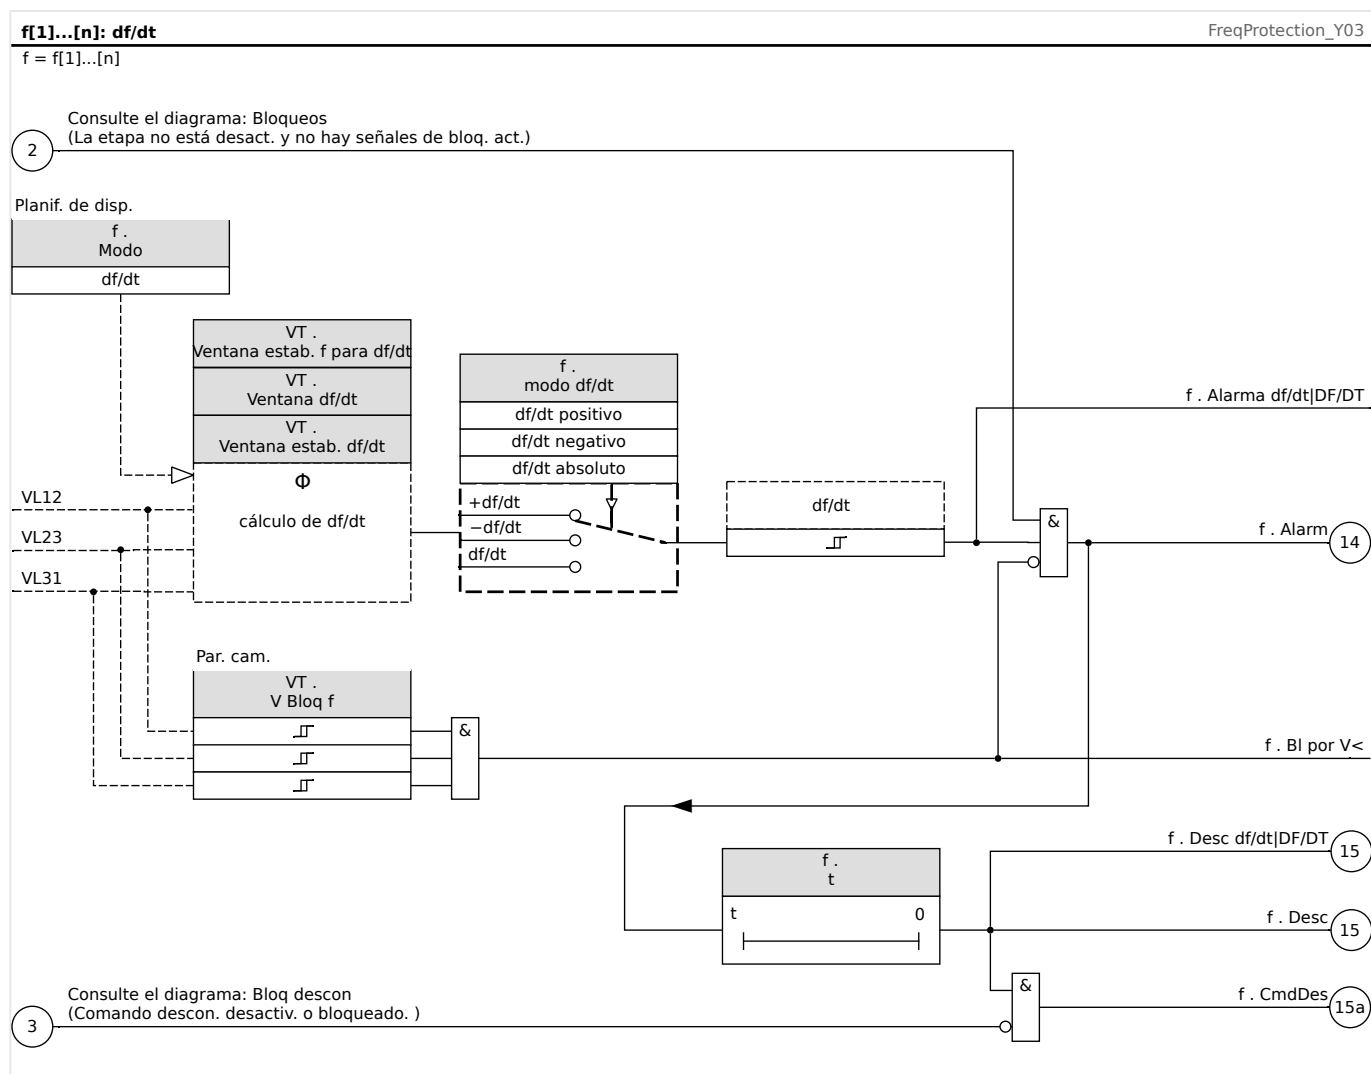 f[1]...[n]: df/dt
FreqProtection_Y03
f = f[1]...[n]
Consulte el diagrama: Bloqueos
(La etapa no está desact. y no hay señales de bloq. act.)
2
Planif. de disp.
f .
Modo
df/dt
VT .
Ventana estab. f para df/dt
VT .
Ventana df/dt
VT .
Ventana estab. df/dt
Φ
cálculo de df/dt
VL12
VL23
VL31
f .
modo df/dt
df/dt positivo
df/dt negativo
df/dt absoluto
+df/dt
−df/dt
df/dt
df/dt
f . Alarma df/dt|DF/DT
&
f . Alarm
14
Par. cam.
VT .
V Bloq f
&
f . Bl por V<
f . Desc df/dt|DF/DT
15
f .
t
t 0
f . Desc
15
Consulte el diagrama: Bloq descon
(Comando descon. desactiv. o bloqueado. )
3
&
f . CmdDes
15a